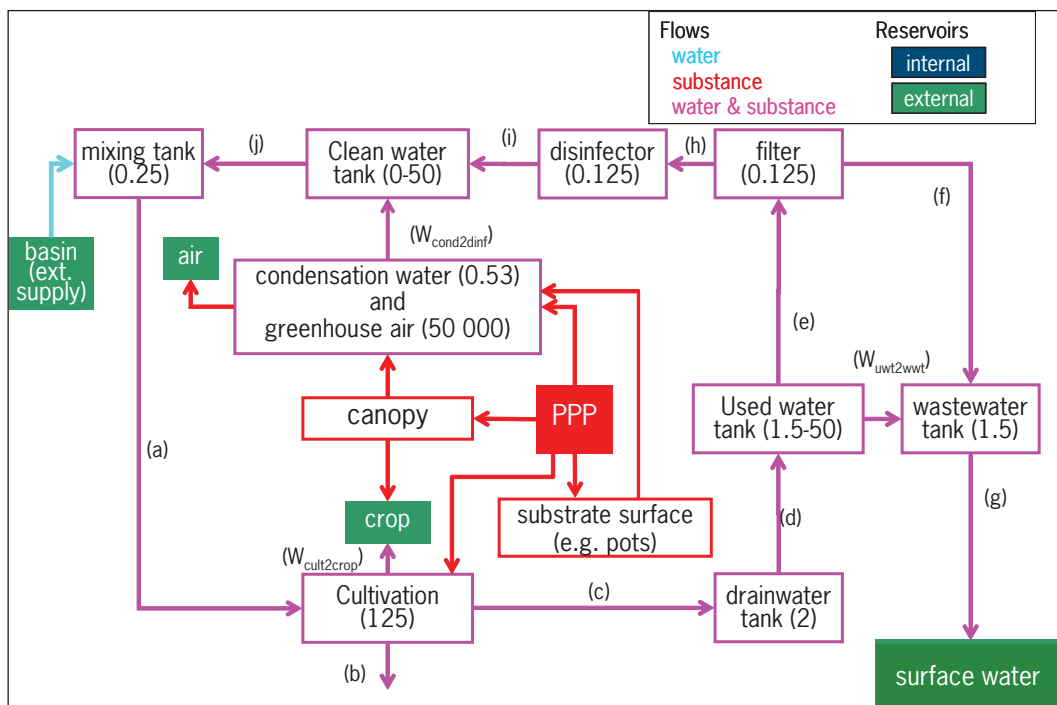 Flows
Reservoirs
water
internal
substance
external
water & substance
mixing tank
(0.25)
(j)
Clean water
tank (0-50)
(i)
disinfector
(0.125)
(h)
filter
(0.125)
(f)
basin
(ext.
supply)
air
(Wcond2dinf)
condensation water (0.53)
and
greenhouse air (50 000)
(e)
(Wuwt2wwt)
canopy
PPP
Used water
tank (1.5-50)
wastewater
tank (1.5)
(a)
crop
substrate surface
(e.g. pots)
(d)
(g)
(Wcult2crop)
Cultivation
(125)
(c)
drainwater
tank (2)
(b)
surface water